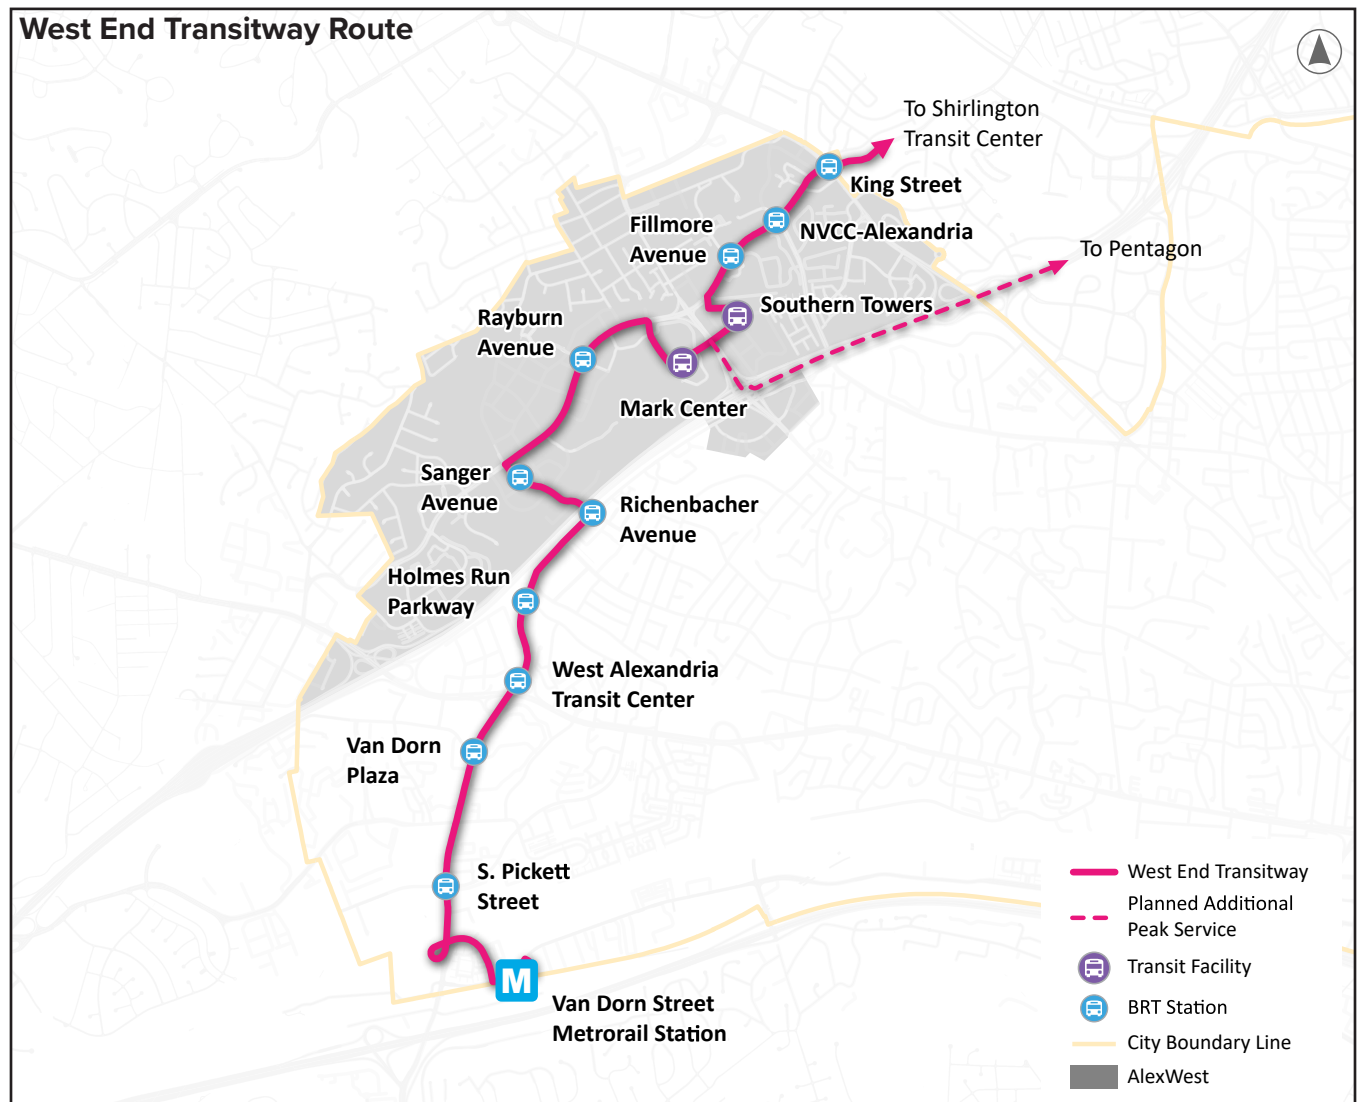 West End Transitway Route
To Shirlington
Transit Center
King Street
Fillmore
Avenue
NVCC-Alexandria
To Pentagon
Southern Towers
Rayburn
Avenue
Mark Center
Sanger
Avenue
Richenbacher
Avenue
Holmes Run
Parkway
West Alexandria
Transit Center
Van Dorn
Plaza
S. Pickett
Street
M
Van Dorn Street
Metrorail Station
West End Transitway
Planned Additional
Peak Service
Transit Facility
BRT Station
City Boundary Line
AlexWest